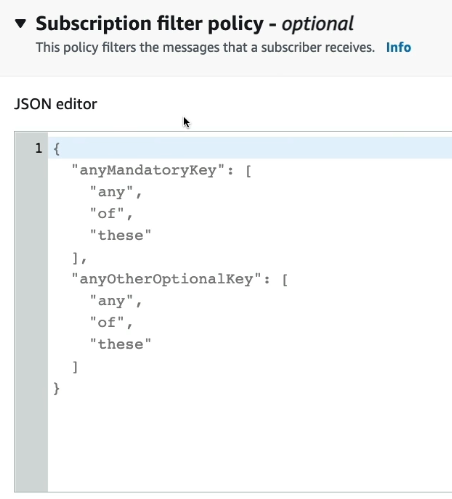 Subscription filter policy - optional
This policy filters the messages that a subscriber receives. Info
JSON editor
1 {
"anyMandatoryKey": [
"any",
"of",
"these"
],
"anyOtherOptionalKey": [
"any",
"of",
"these"
]
}